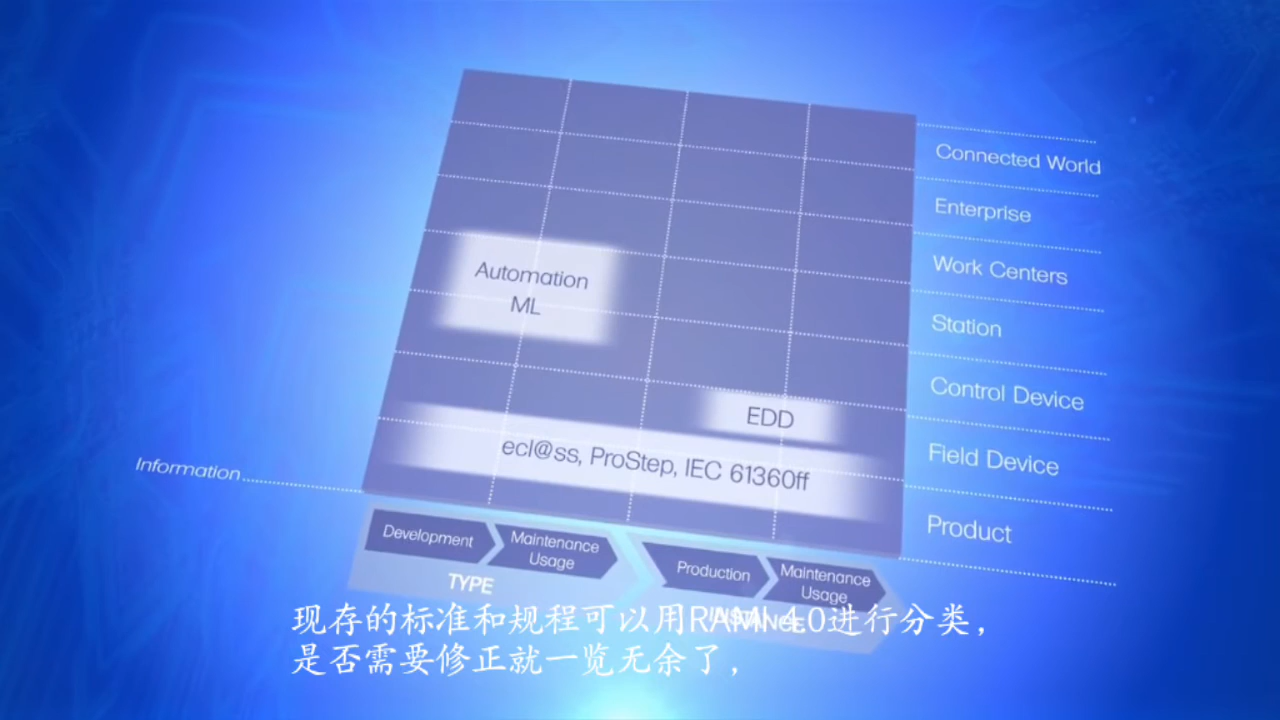 Connected World
Enterprise
Work Centers
Station
Control Device
Field Device
Product
Automation
ML
EDD
ecl@ss, ProStep, IEC 61360ff
Information
Development
Maintenance
Usage
Production
Maintenance
Usage
TYPE
INSTANCE
现存的标准和规程可以用RAMI 4.0进行分类，
是否需要修正就一览无余了，